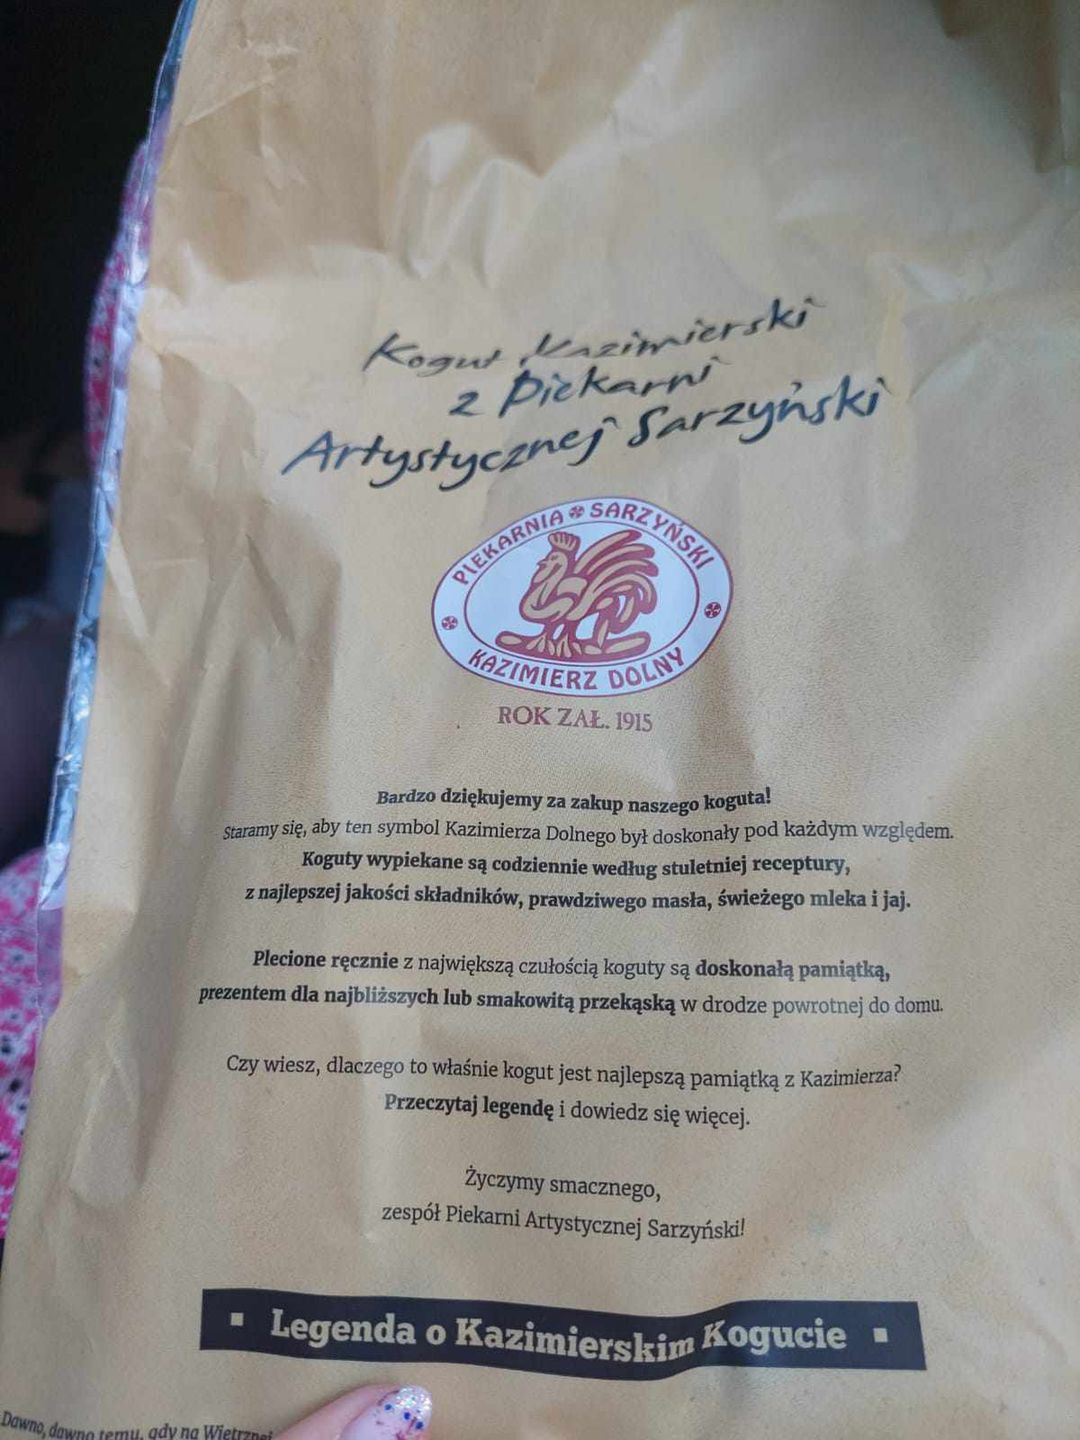 Kogut Kazimierski
z Piekarni
Artystycznej Sarzyński
PIEKARNIA SARZYŃSKI
KAZIMIERZ DOLNY
ROK ZAŁ. 1915
Bardzo dziękujemy za zakup naszego koguta!
Staramy się, aby ten symbol Kazimierza Dolnego był doskonały pod każdym względem.
Koguty wypiekane są codziennie według stuletniej receptury,
z najlepszej jakości składników, prawdziwego masła, świeżego mleka i jaj.
Plecione ręcznie z największą czułością koguty są doskonałą pamiątką,
prezentem dla najbliższych lub smakowitą przekąską w drodze powrotnej do domu.
Czy wiesz, dlaczego to właśnie kogut jest najlepszą pamiątką z Kazimierza?
Przeczytaj legendę i dowiedz się więcej.
Życzymy smacznego,
zespół Piekarni Artystycznej Sarzyński!
Legenda o Kazimierskim Kogucie
Dawno, dawno temu, gdy na Wietrznej